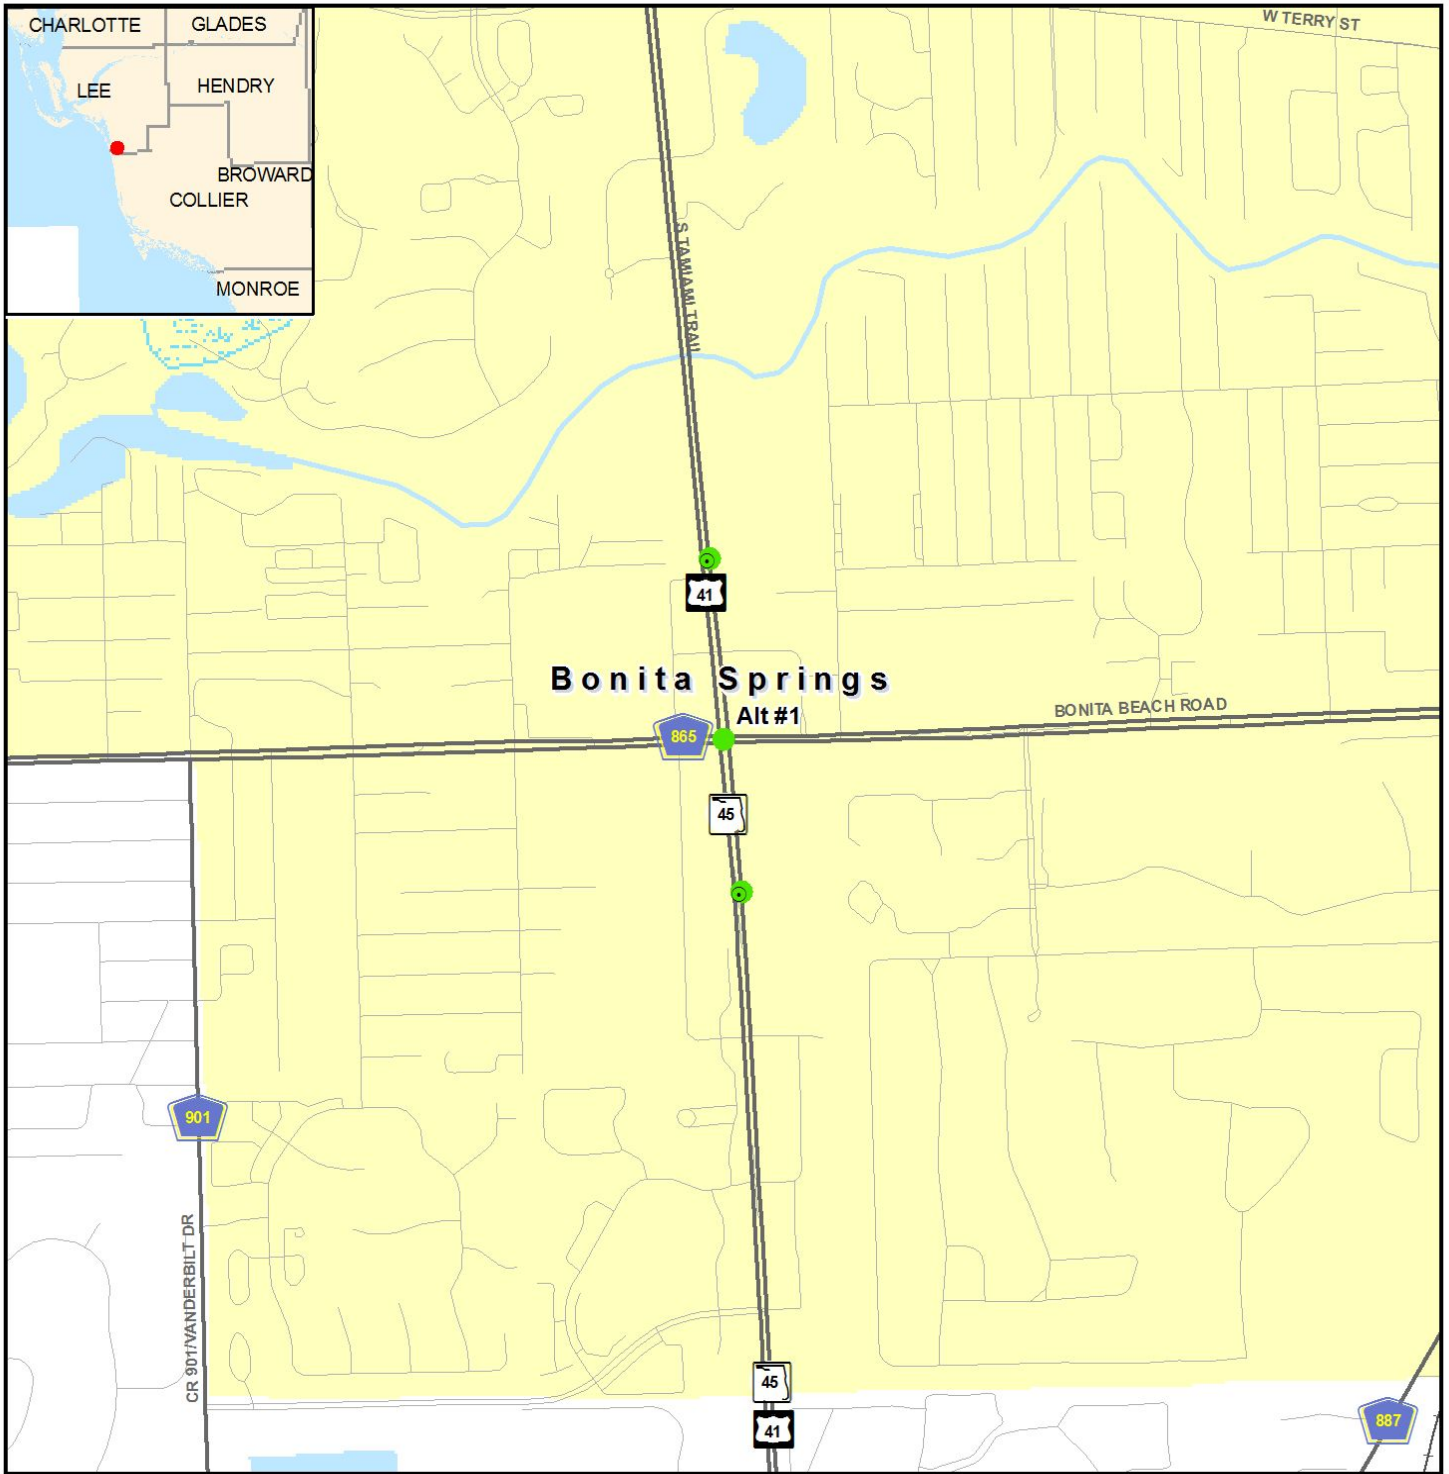 CHARLOTTE
GLADES
LEE
HENDRY
BROWARD
COLLIER
MONROE
W TERRY ST
S TAMIAMI TRAIL
41
Bonita Springs
Alt #1
865
BONITA BEACH ROAD
45
901
CR 901/VANDERBILT DR
45
41
887